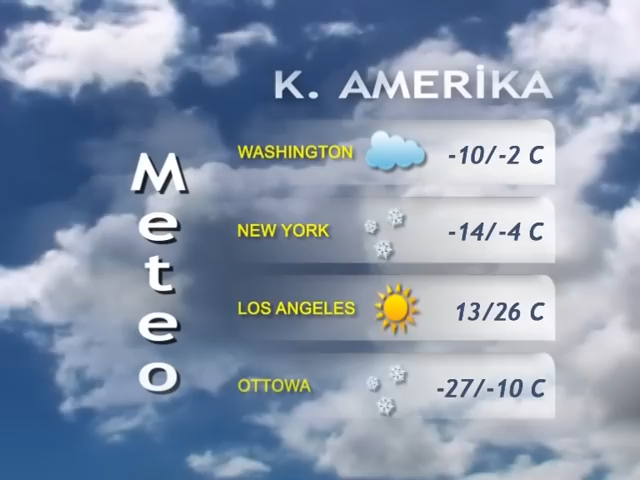 K. AMERİKA
Meteo
WASHINGTON -10/-2 C
NEW YORK -14/-4 C
LOS ANGELES 13/26 C
OTTOWA -27/-10 C